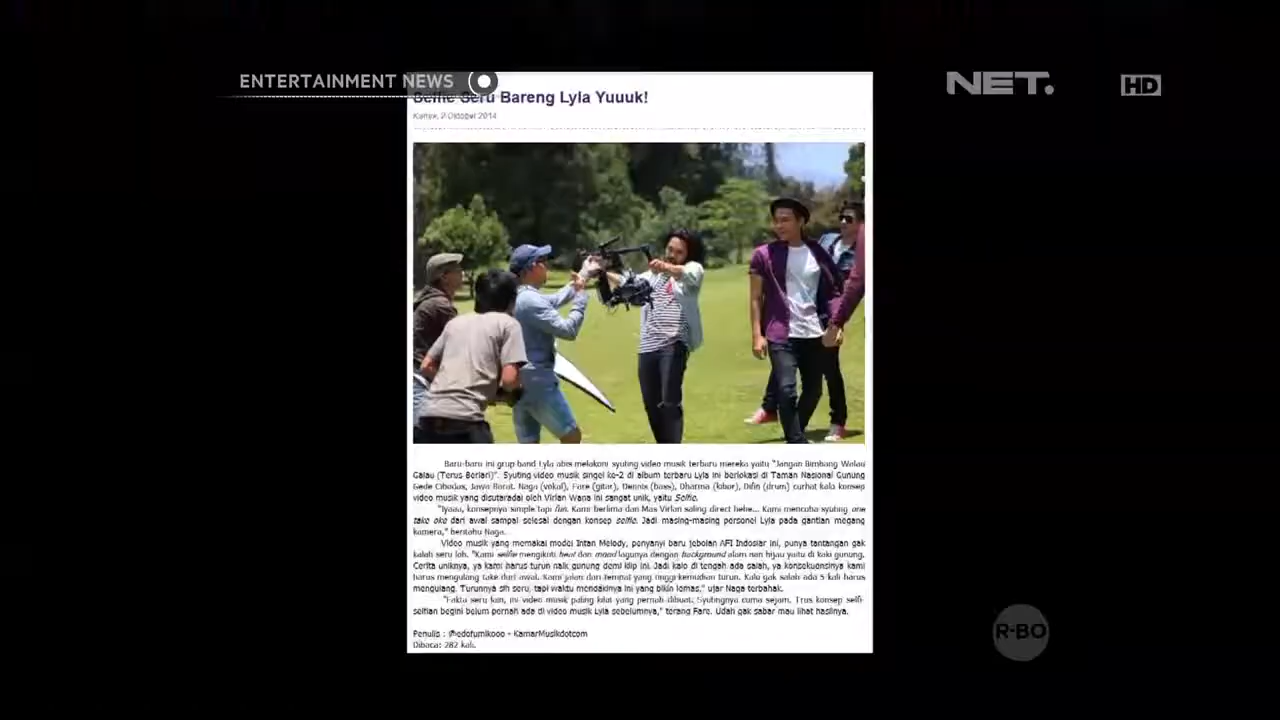 ENTERTAINMENT NEWS
NET.
HD
Selfie Seru Bareng Lyla Yuuuk!
Kamis, 2 Oktober 2014
Baru-baru ini grup band Lyla abis melakoni syuting video musik terbaru mereka yaitu "Jangan Bimbang Walau
Galau (Terus Berlari)". Syuting video musik singel ke-2 di album terbaru Lyla ini berlokasi di Taman Nasional Gunung
Gede Cibodas, Jawa Barat. Naga (vokal), Fare (gitar), Dennis (bass), Dharma (kibor), Difin (drum) curhat kala konsep
video musik yang disutaradai oleh Virlan Wana ini sangat unik, yaitu Selfie.
"Iyaaa, konsepnya simple tapi fun. Kami berlima dan Mas Virlan saling direct hehe... Kami mencoba syuting one
take oke dari awal sampai selesai dengan konsep selfie. Jadi masing-masing personel Lyla pada gantian megang
kamera," beritahu Naga.
Video musik yang memakai model Intan Melody, penyanyi baru jebolan AFI Indosiar ini, punya tantangan gak
kalah seru loh. "Kami selfie mengikuti beat dan mood lagunya dengan background alam nan hijau yaitu di kaki gunung.
Cerita uniknya, ya kami harus turun naik gunung demi klip ini. Jadi kalo di tengah ada salah, ya konsekuensinya kami
harus mengulang take dari awal. Kami jalan dari tempat yang tinggi kemudian turun. Kalu gak salah ada 5 kali harus
mengulang. Turunnya sih seru, tapi waktu mendakinya ini yang bikin lemas," ujar Naga terbahak.
"Fakta seru lain, ini video musik paling kilat yang pernah dibuat. Syutingnya cuma sejam. Trus konsep selfi-
selfian begini belum pernah ada di video musik Lyla sebelumnya," terang Fare. Udah gak sabar mau lihat hasilnya.
Penulis : @edofumikooo - KamarMusikdotcom
Dibaca: 282 kali.
R-BO